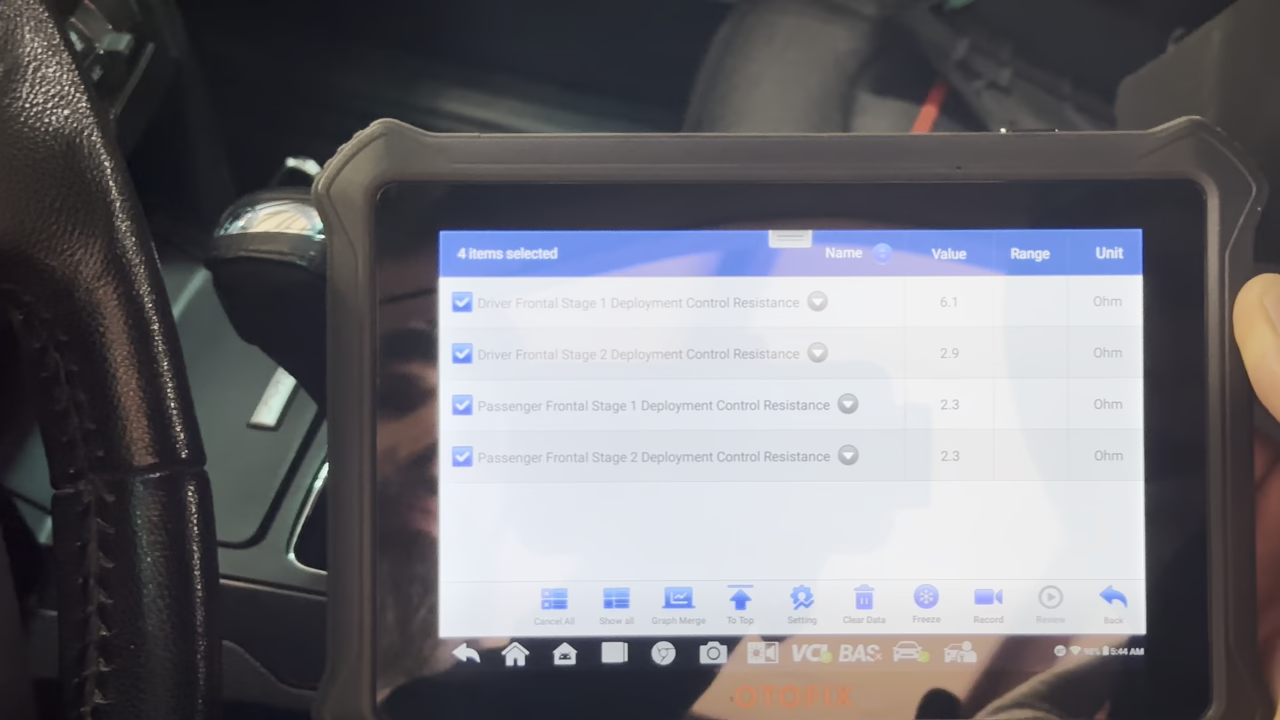 4 items selected Name Value Range Unit
Driver Frontal Stage 1 Deployment Control Resistance 6.1 Ohm
Driver Frontal Stage 2 Deployment Control Resistance 2.9 Ohm
Passenger Frontal Stage 1 Deployment Control Resistance 2.3 Ohm
Passenger Frontal Stage 2 Deployment Control Resistance 2.3 Ohm
Cancel All Show all Graph Merge To Top Setting Clear Data Freeze Record Review Back
VCI BAS 5:44 AM
OTOFIX